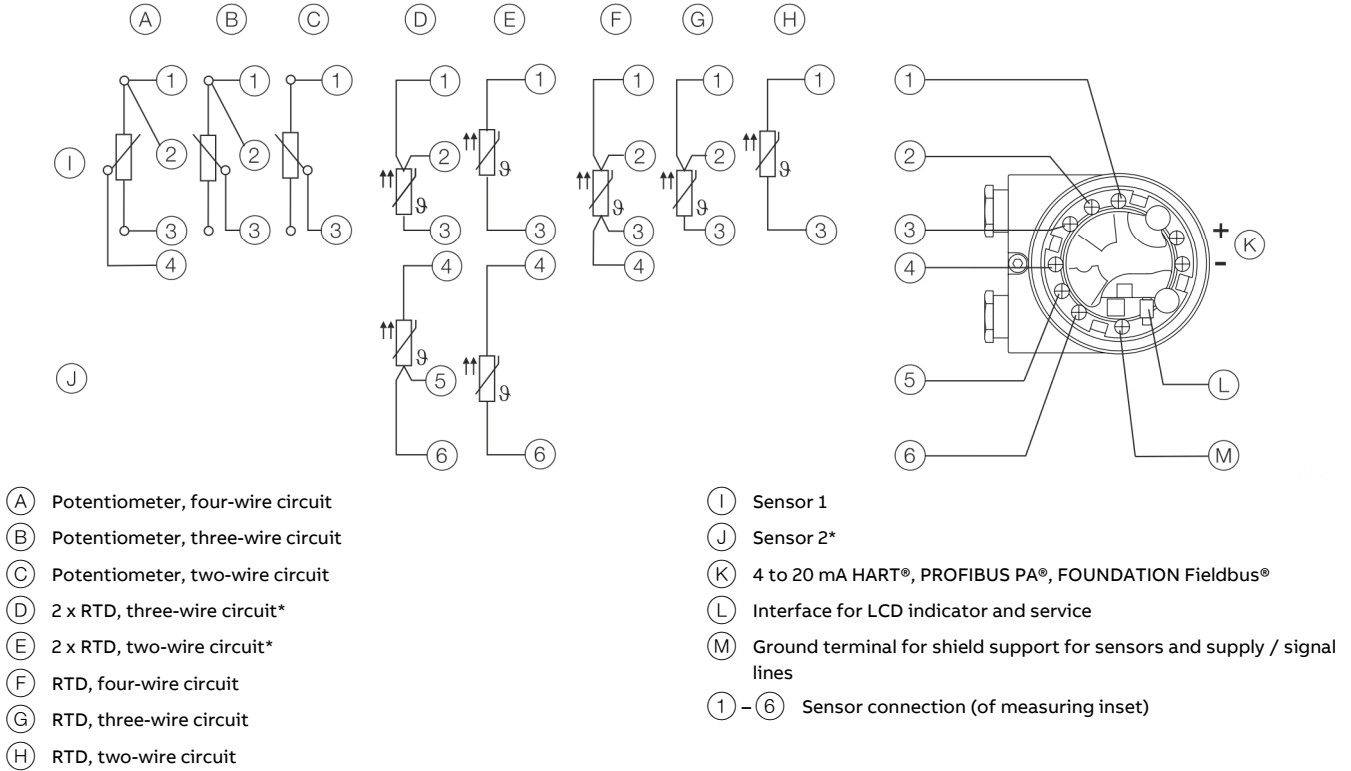 A B C D E F G H
1 1 1 1 1 1 1 1 1
2 2 2 2 2 2
I ϑ ϑ ϑ ϑ ϑ
3 3 3 3 3 3 3 3 3
+
- K
4 4 4 4 4
ϑ ϑ
J 5 5 L
6 6 6 M
A Potentiometer, four-wire circuit
B Potentiometer, three-wire circuit
C Potentiometer, two-wire circuit
D 2 x RTD, three-wire circuit*
E 2 x RTD, two-wire circuit*
F RTD, four-wire circuit
G RTD, three-wire circuit
H RTD, two-wire circuit
I Sensor 1
J Sensor 2*
K 4 to 20 mA HART®, PROFIBUS PA®, FOUNDATION Fieldbus®
L Interface for LCD indicator and service
M Ground terminal for shield support for sensors and supply / signal
lines
1 – 6 Sensor connection (of measuring inset)